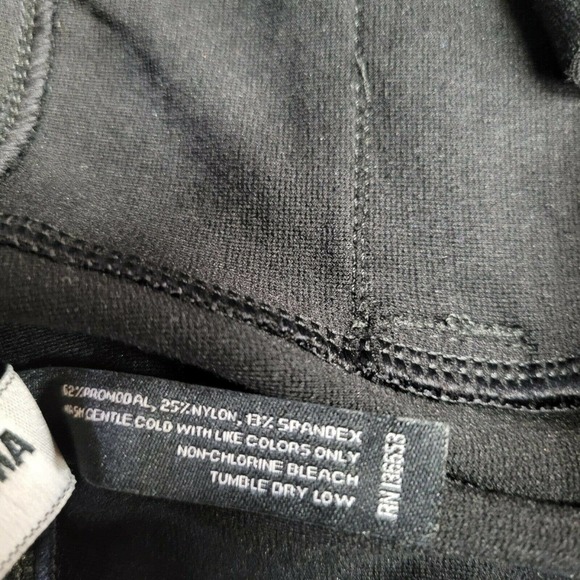 62%PROMODAL, 25%NYLON, 13% SPANDEX
GENTLE COLD WITH LIKE COLORS ONLY
NON-CHLORINE BLEACH
TUMBLE DRY LOW
RN136553